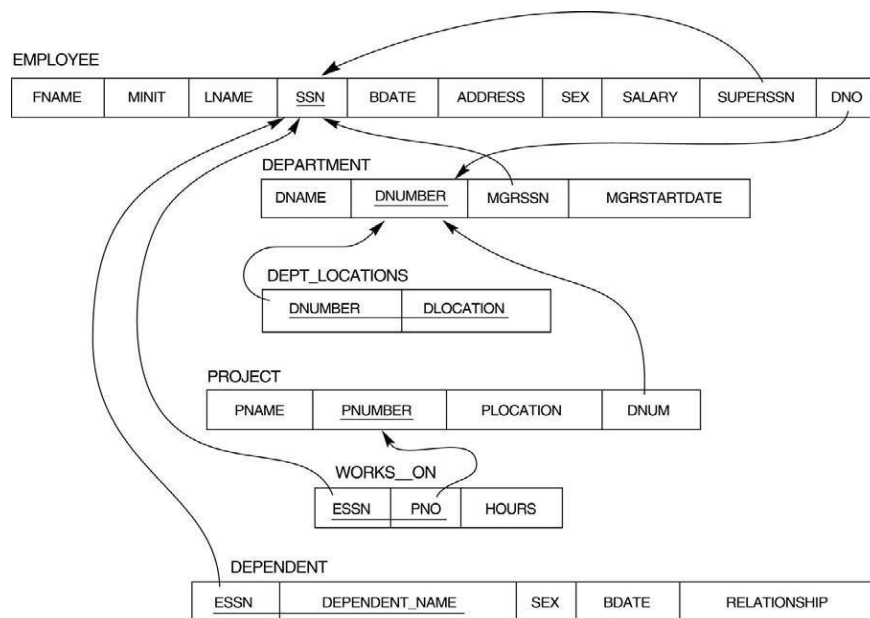 EMPLOYEE
FNAME MINIT LNAME SSN BDATE ADDRESS SEX SALARY SUPERSSN DNO
DEPARTMENT
DNAME DNUMBER MGRSSN MGRSTARTDATE
DEPT_LOCATIONS
DNUMBER DLOCATION
PROJECT
PNAME PNUMBER PLOCATION DNUM
WORKS__ON
ESSN PNO HOURS
DEPENDENT
ESSN DEPENDENT_NAME SEX BDATE RELATIONSHIP